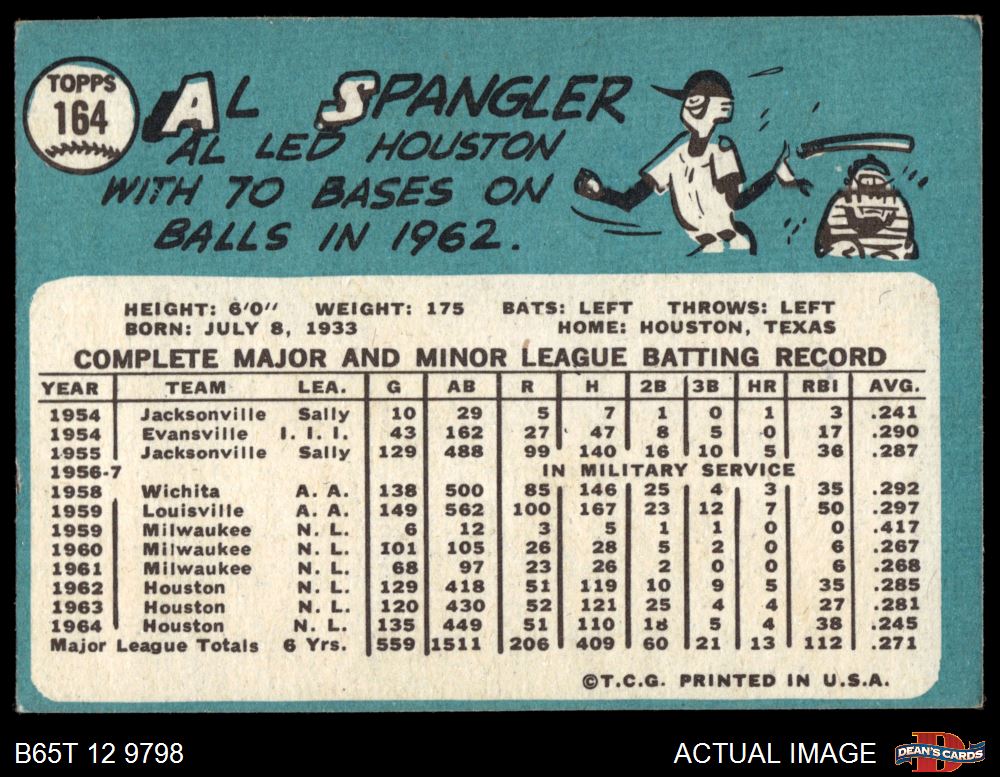 TOPPS
164
AL SPANGLER
AL LED HOUSTON
WITH 70 BASES ON
BALLS IN 1962.
HEIGHT: 6'0" WEIGHT: 175 BATS: LEFT THROWS: LEFT
BORN: JULY 8, 1933 HOME: HOUSTON, TEXAS
COMPLETE MAJOR AND MINOR LEAGUE BATTING RECORD
YEAR TEAM LEA. G AB R H 2B 3B HR RBI AVG.
1954 Jacksonville Sally 10 29 5 7 1 0 1 3 .241
1954 Evansville I. I. I. 43 162 27 47 8 5 0 17 .290
1955 Jacksonville Sally 129 488 99 140 16 10 5 36 .287
1956-7 IN MILITARY SERVICE
1958 Wichita A. A. 138 500 85 146 25 4 3 35 .292
1959 Louisville A. A. 149 562 100 167 23 12 7 50 .297
1959 Milwaukee N. L. 6 12 3 5 1 1 0 0 .417
1960 Milwaukee N. L. 101 105 26 28 5 2 0 6 .267
1961 Milwaukee N. L. 68 97 23 26 2 0 0 6 .268
1962 Houston N. L. 129 418 51 119 10 9 5 35 .285
1963 Houston N. L. 120 430 52 121 25 4 4 27 .281
1964 Houston N. L. 135 449 51 110 18 5 4 38 .245
Major League Totals 6 Yrs. 559 1511 206 409 60 21 13 112 .271
©T.C.G. PRINTED IN U.S.A.
B65T 12 9798 ACTUAL IMAGE D DEAN'S CARDS